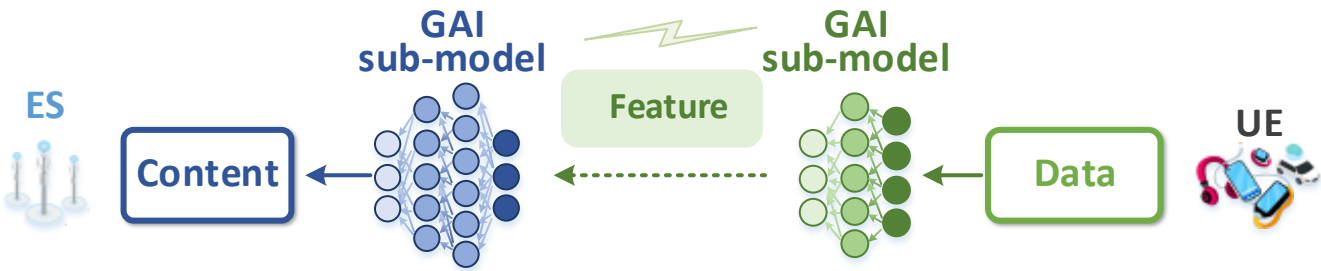 GAI
sub-model
GAI
sub-model
ES
Content
Feature
Data
UE